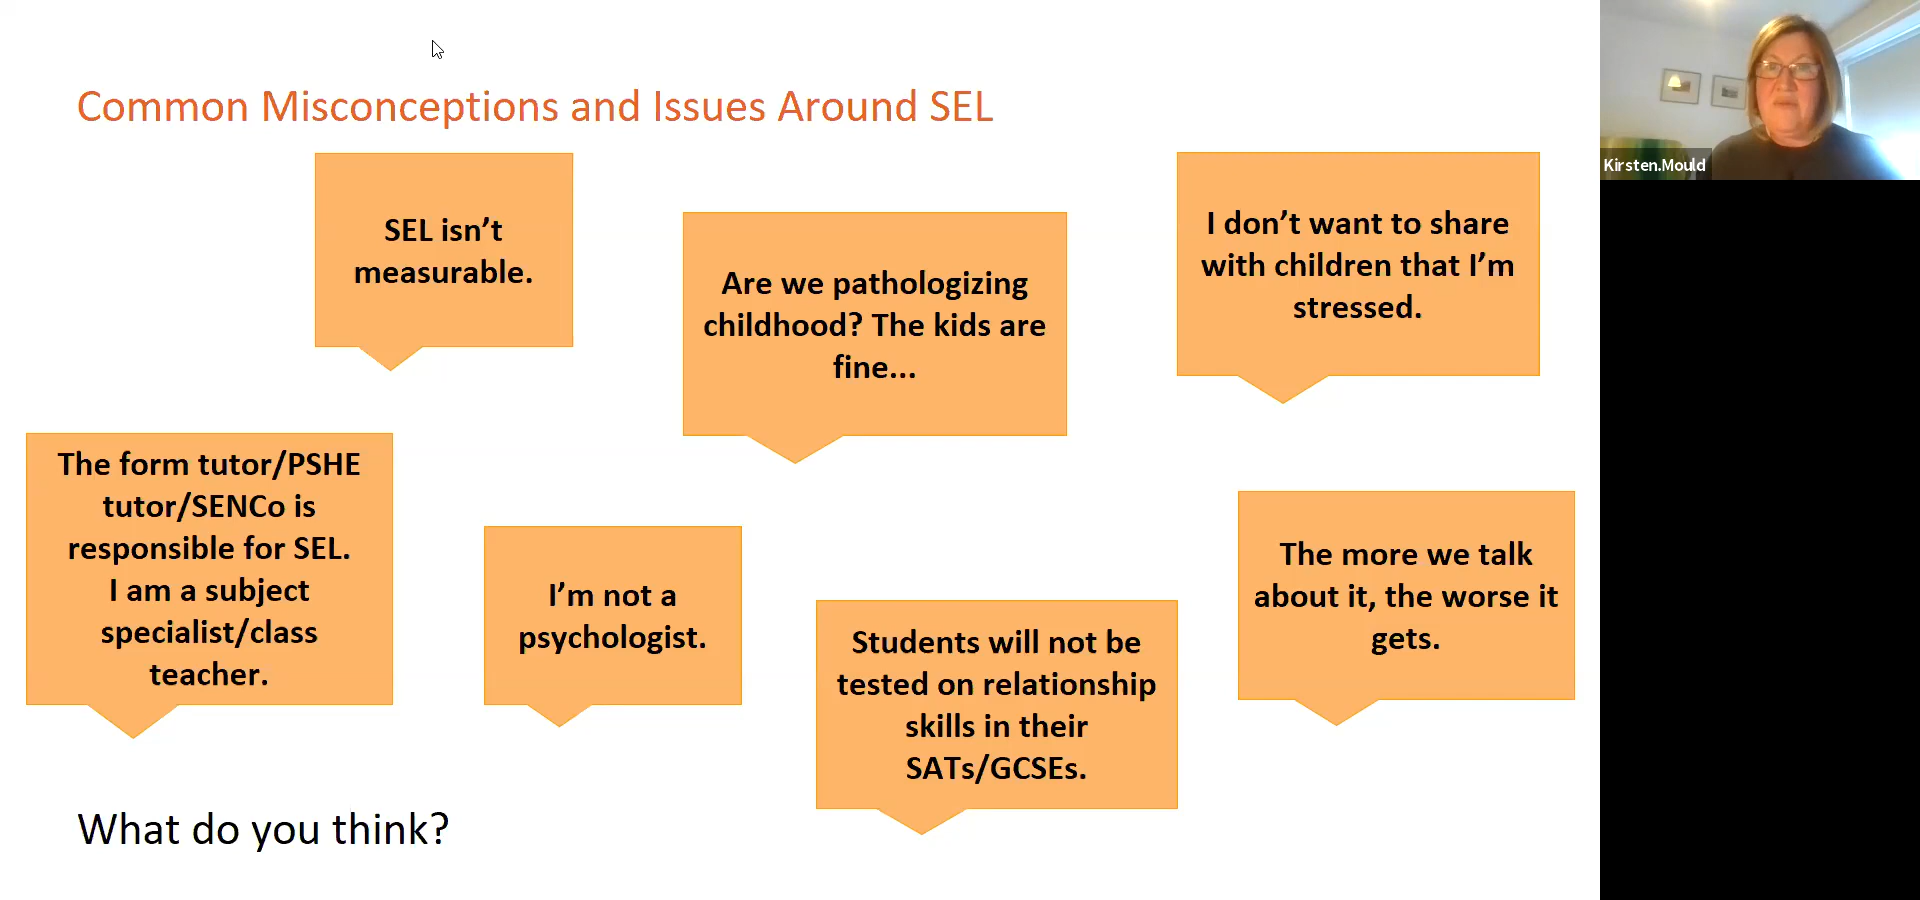 Common Misconceptions and Issues Around SEL
SEL isn’t
measurable.
Are we pathologizing
childhood? The kids are
fine...
I don’t want to share
with children that I’m
stressed.
The form tutor/PSHE
tutor/SENCo is
responsible for SEL.
I am a subject
specialist/class
teacher.
I’m not a
psychologist.
Students will not be
tested on relationship
skills in their
SATs/GCSEs.
The more we talk
about it, the worse it
gets.
What do you think?
Kirsten.Mould